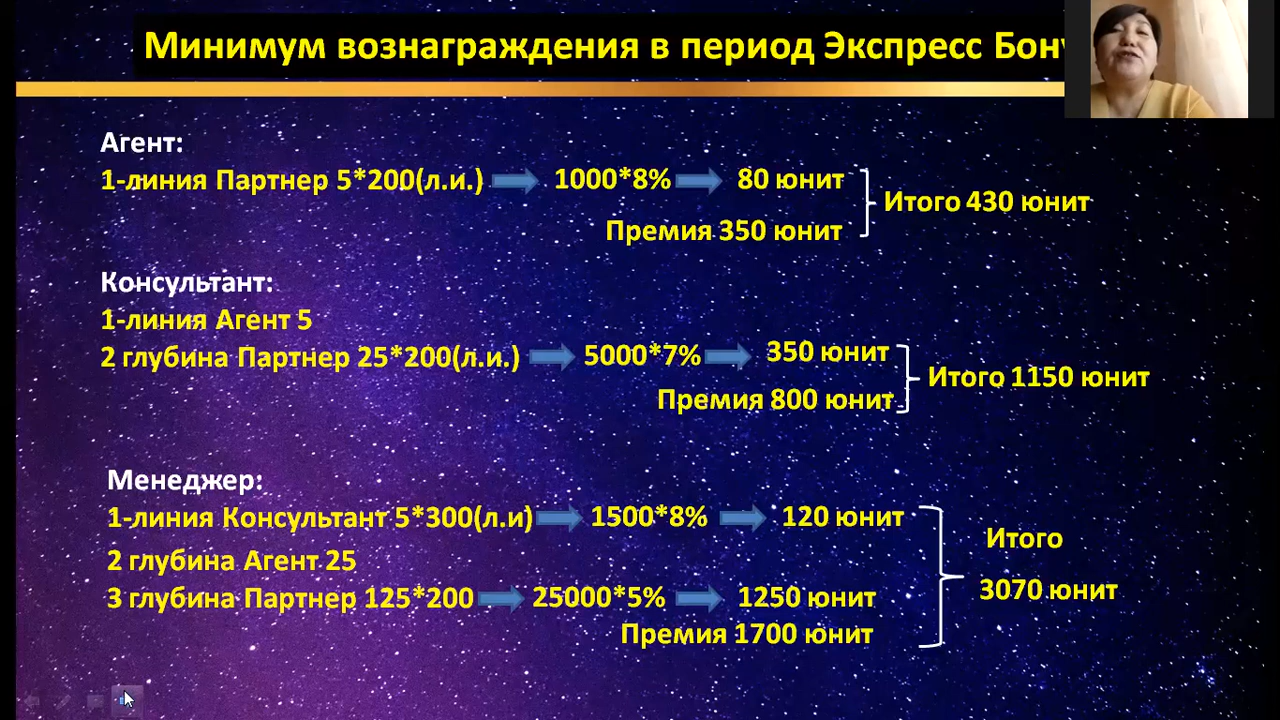 Минимум вознаграждения в период Экспресс
Агент:
1-линия Партнер 5*200(л.и.) 1000*8% 80 юнит
Премия 350 юнит
Итого 430 юнит
Консультант:
1-линия Агент 5
2 глубина Партнер 25*200(л.и.) 5000*7% 350 юнит
Премия 800 юнит
Итого 1150 юнит
Менеджер:
1-линия Консультант 5*300(л.и) 1500*8% 120 юнит
2 глубина Агент 25
3 глубина Партнер 125*200 25000*5% 1250 юнит
Премия 1700 юнит
Итого
3070 юнит